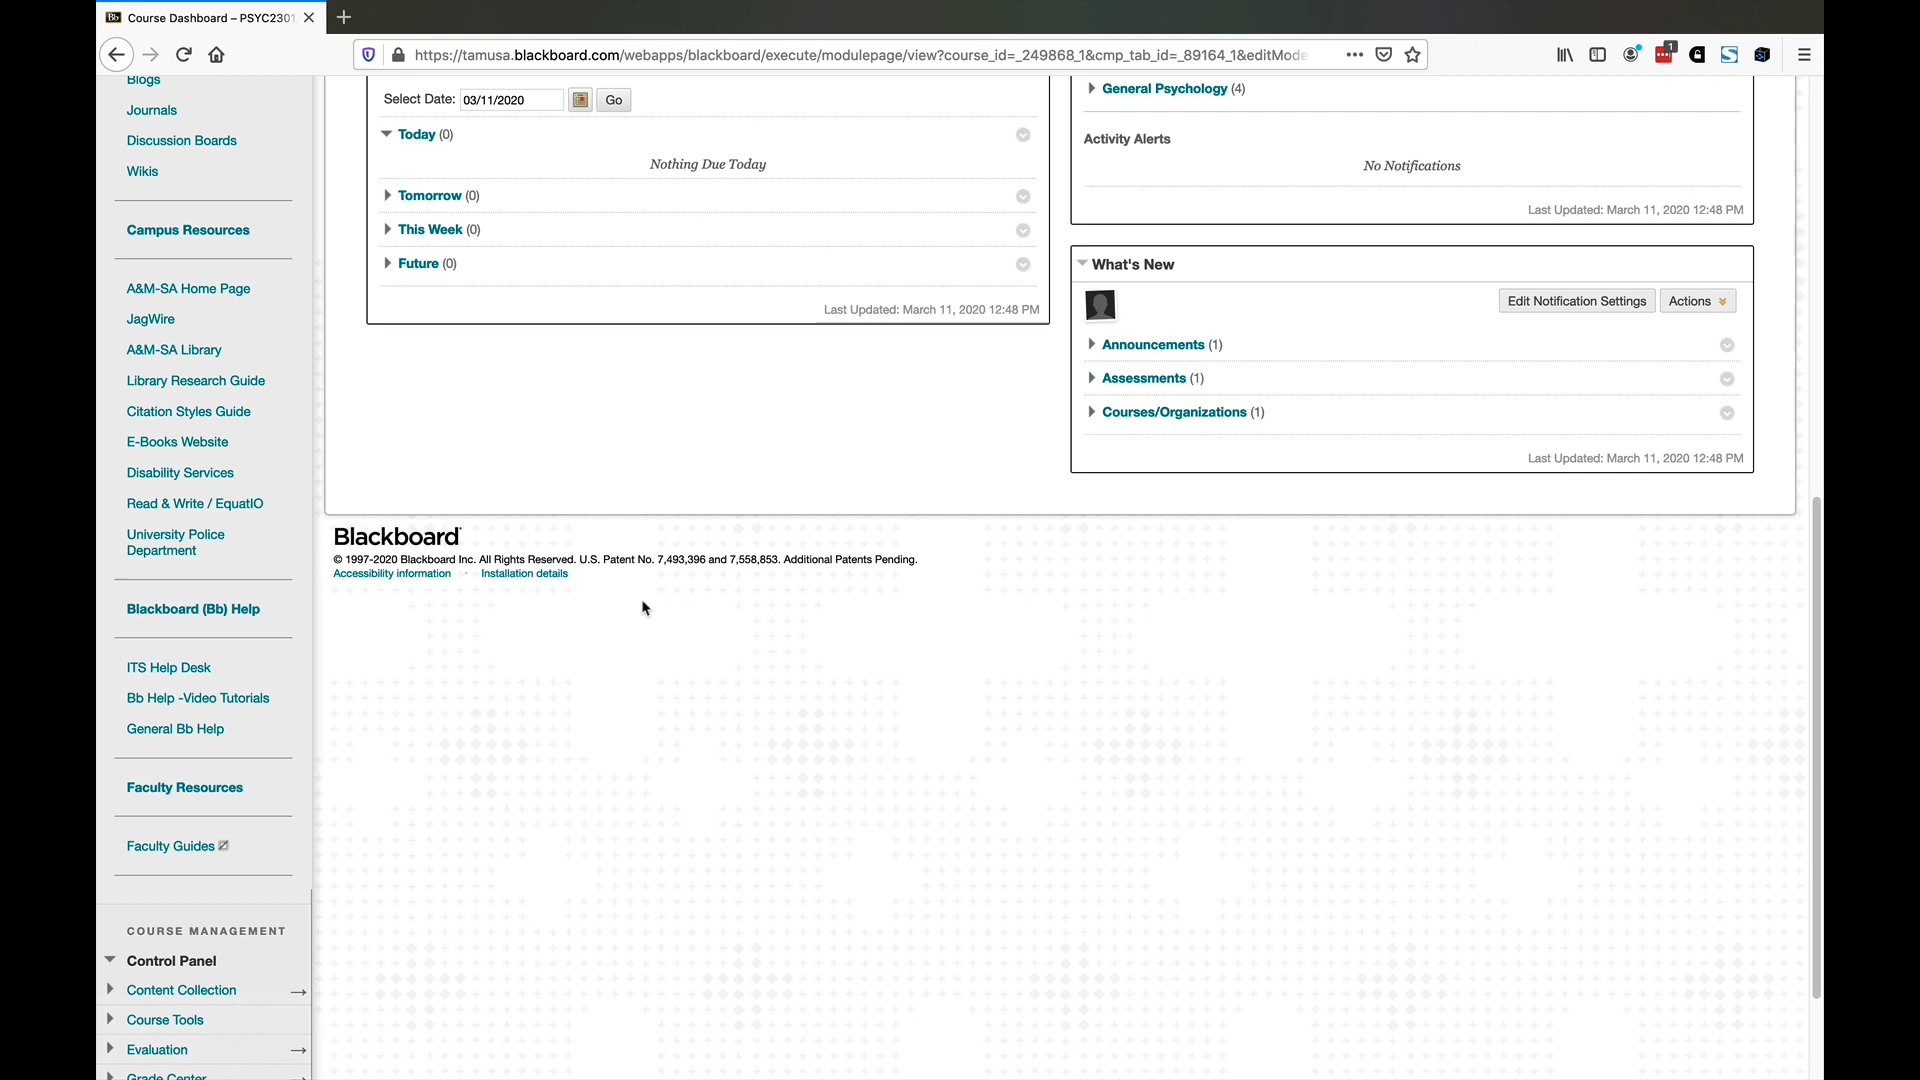 Course Dashboard – PSYC2301
https://tamusa.blackboard.com/webapps/blackboard/execute/modulepage/view?course_id=_249868_1&cmp_tab_id=_89164_1&editMode
1
Blogs
Journals
Discussion Boards
Wikis
Campus Resources
A&M-SA Home Page
JagWire
A&M-SA Library
Library Research Guide
Citation Styles Guide
E-Books Website
Disability Services
Read & Write / EquatIO
University Police
Department
Blackboard (Bb) Help
ITS Help Desk
Bb Help -Video Tutorials
General Bb Help
Faculty Resources
Faculty Guides
COURSE MANAGEMENT
Control Panel
Content Collection
Course Tools
Evaluation
Grade Center
Select Date: 03/11/2020 Go
Today (0)
Nothing Due Today
Tomorrow (0)
This Week (0)
Future (0)
Last Updated: March 11, 2020 12:48 PM
General Psychology (4)
Activity Alerts
No Notifications
Last Updated: March 11, 2020 12:48 PM
What's New
Edit Notification Settings Actions
Announcements (1)
Assessments (1)
Courses/Organizations (1)
Last Updated: March 11, 2020 12:48 PM
Blackboard
© 1997-2020 Blackboard Inc. All Rights Reserved. U.S. Patent No. 7,493,396 and 7,558,853. Additional Patents Pending.
Accessibility information · Installation details